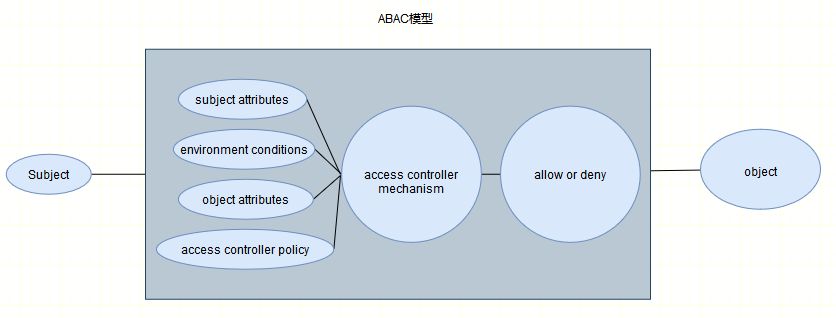 ABAC模型
subject attributes
environment conditions
Subject
object attributes
access controller policy
access controller
mechanism
allow or deny
object